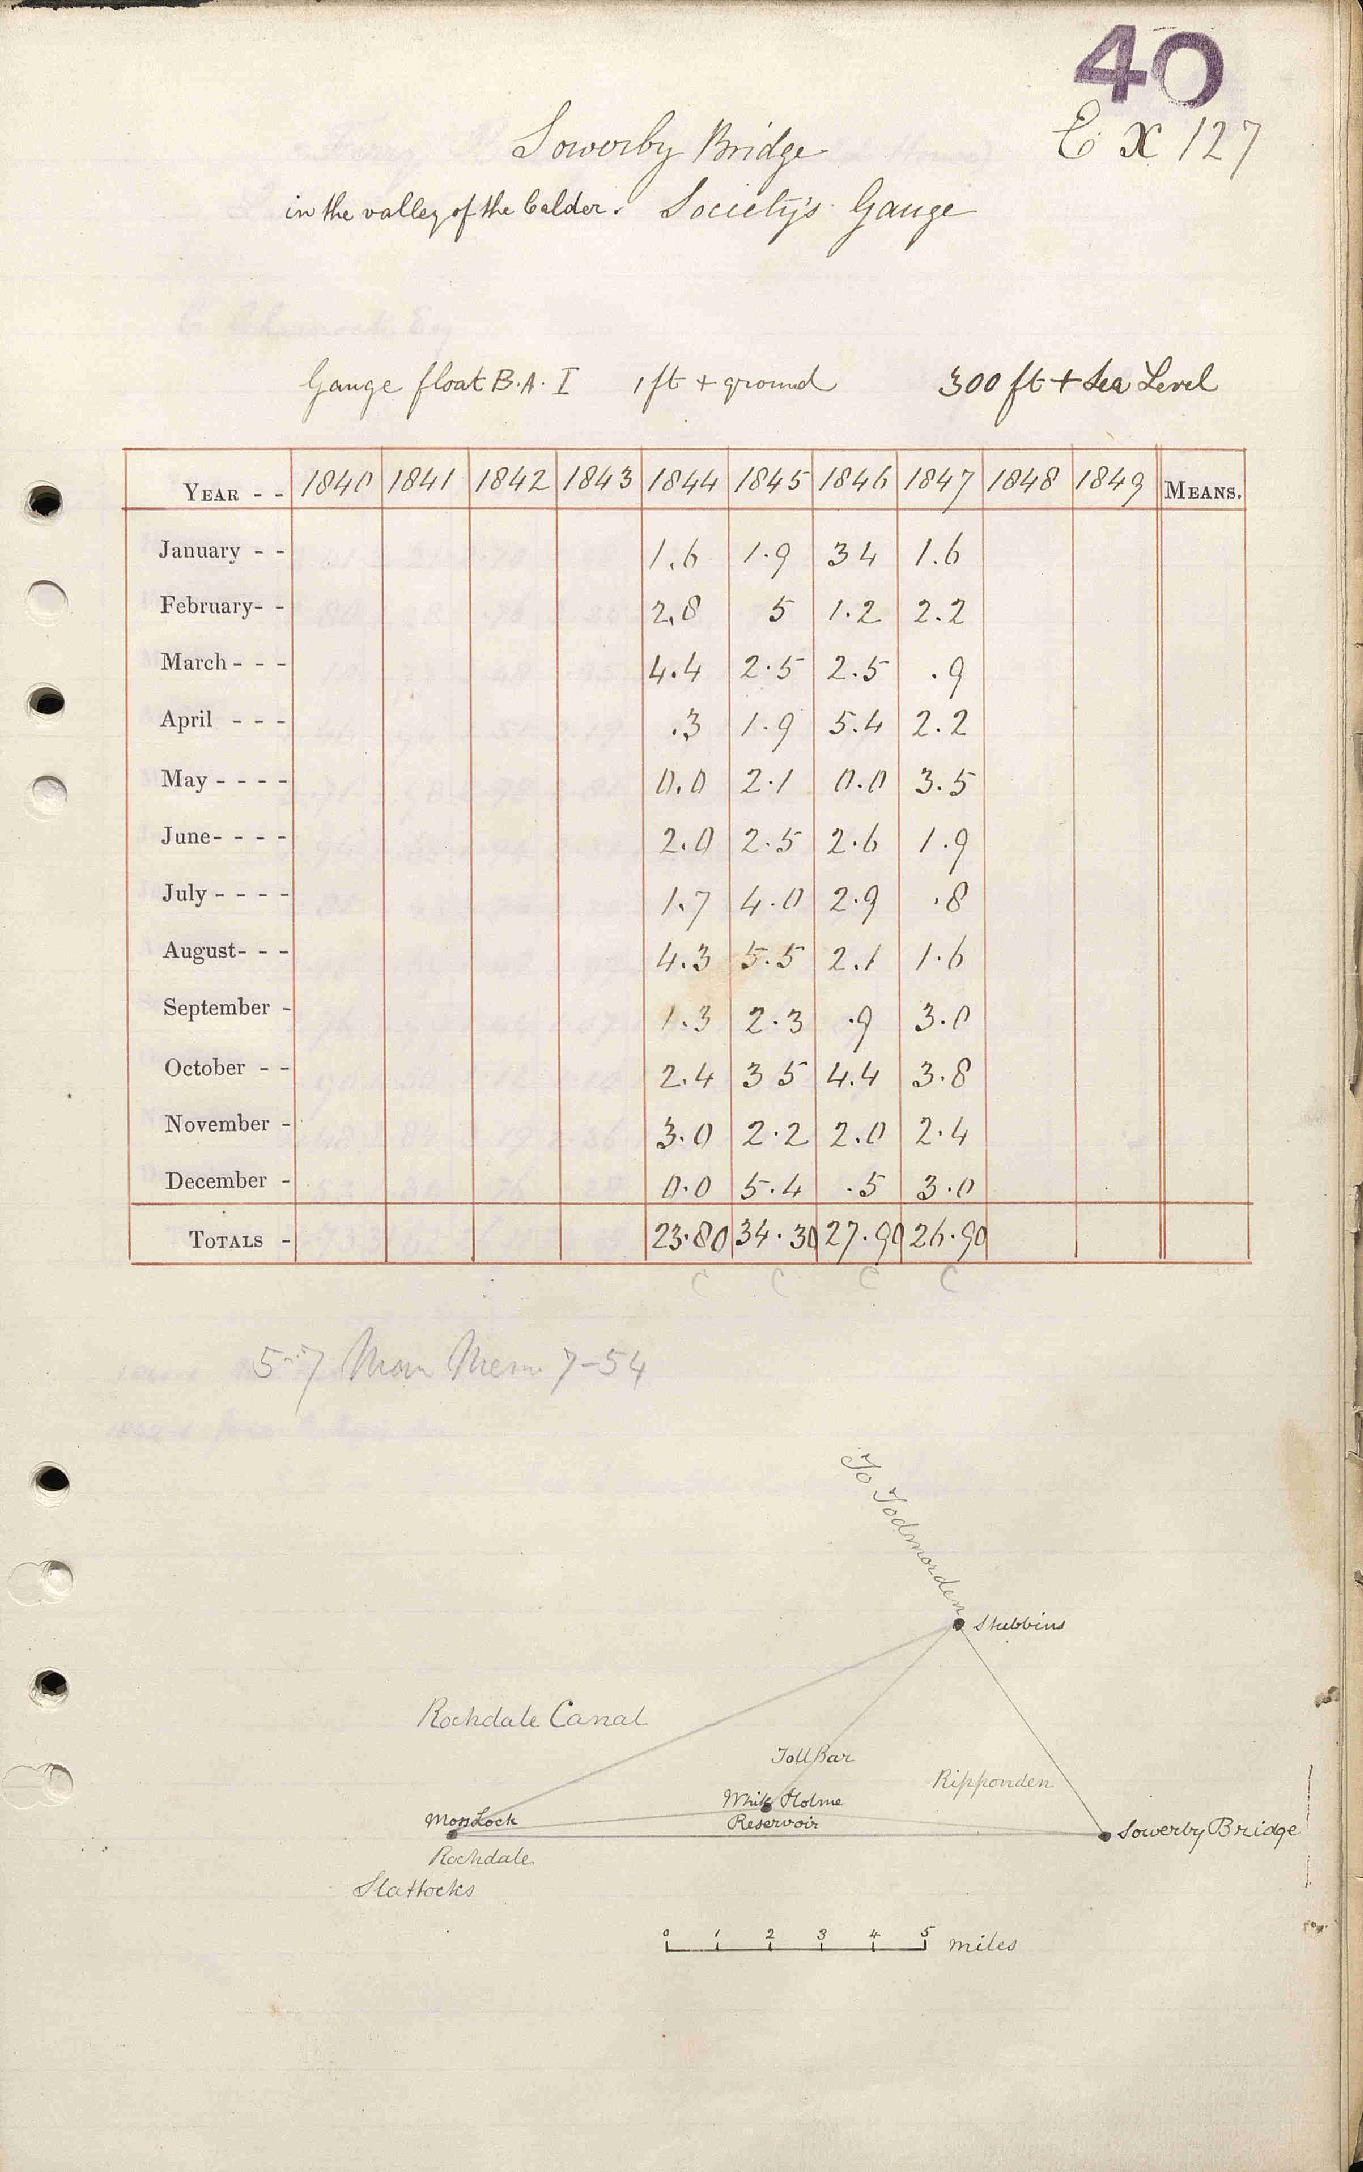 40
E X 127
Sowerby Bridge
in the valley of the Calder. Society's Gauge
Gauge float B.A. I 1 ft + ground 300 ft + Sea Level
YEAR - - 1840 1841 1842 1843 1844 1845 1846 1847 1848 1849 MEANS.
January - - 1.6 1.9 3 4 1.6
February- - 2.8 5 1.2 2.2
March - - - 4.4 2.5 2.5 .9
April - - - .3 1.9 5.4 2.2
May - - - - 0.0 2.1 0.0 3.5
June- - - - 2.0 2.5 2.6 1.9
July - - - - 1.7 4.0 2.9 .8
August- - - 4.3 5.5 2.1 1.6
September - 1.3 2.3 .9 3.0
October - - 2.4 3 5 4.4 3.8
November - 3.0 2.2 2.0 2.4
December - 0.0 5.4 .5 3.0
TOTALS - 23.80 34.30 27.90 26.90
C C C C
5-7 Man Mem 7-54
To Todmorden
Stubbins
Rochdale Canal
Toll Bar
Ripponden
White Holme
Reservoir
Moss Lock
Sowerby Bridge
Rochdale
Slattocks
0 1 2 3 4 5 miles